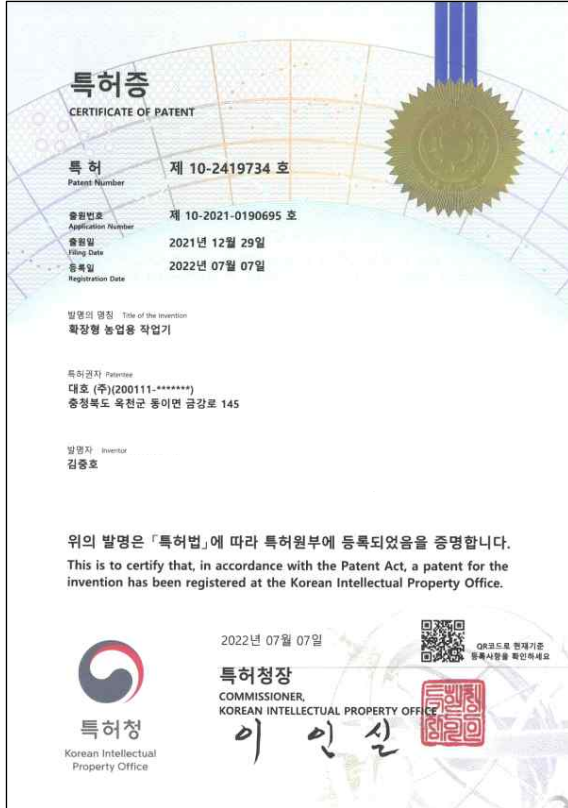 특허증
CERTIFICATE OF PATENT
특 허 제 10-2419734 호
Patent Number
출원번호 제 10-2021-0190695 호
Application Number
출원일 2021년 12월 29일
Filing Date
등록일 2022년 07월 07일
Registration Date
발명의 명칭 Title of the Invention
확장형 농업용 작업기
특허권자 Patentee
대호 (주)(200111-*******)
충청북도 옥천군 동이면 금강로 145
발명자 Inventor
김중호
위의 발명은 「특허법」에 따라 특허원부에 등록되었음을 증명합니다.
This is to certify that, in accordance with the Patent Act, a patent for the
invention has been registered at the Korean Intellectual Property Office.
2022년 07월 07일
QR코드로 현재기준
등록사항을 확인하세요
특허청장
COMMISSIONER,
KOREAN INTELLECTUAL PROPERTY OFFICE
이 인 실
특허청
Korean Intellectual
Property Office